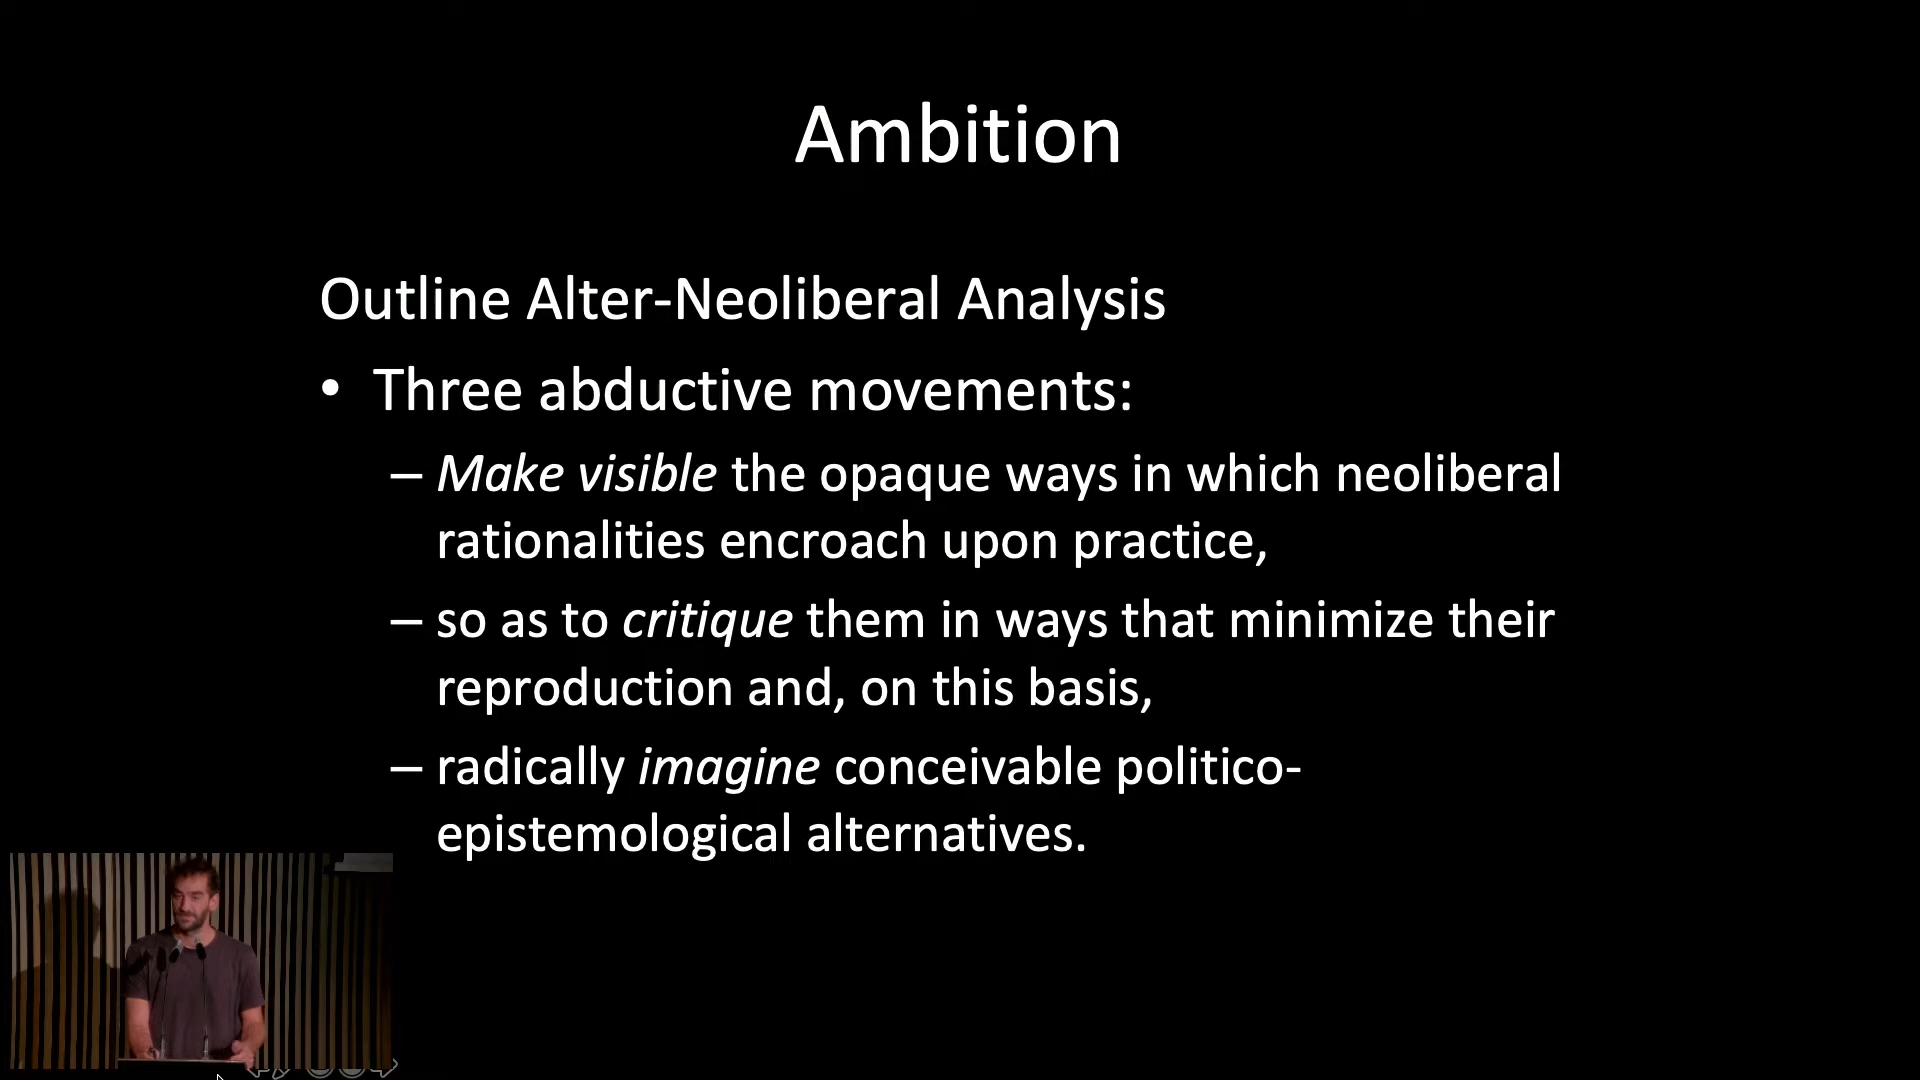 Ambition
Outline Alter-Neoliberal Analysis
• Three abductive movements:
– Make visible the opaque ways in which neoliberal
rationalities encroach upon practice,
– so as to critique them in ways that minimize their
reproduction and, on this basis,
– radically imagine conceivable politico-
epistemological alternatives.